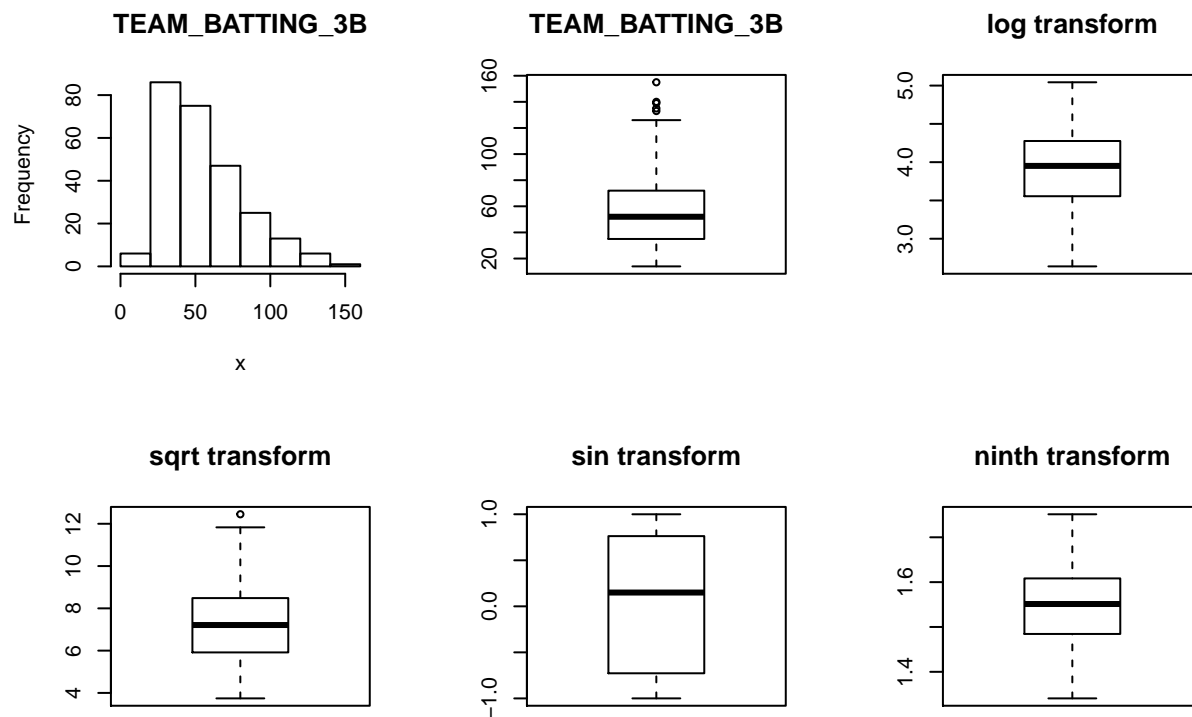 TEAM_BATTING_3B
Frequency
0 20 40 60 80
0 50 100 150
x
TEAM_BATTING_3B
20 60 100 160
log transform
3.0 4.0 5.0
sqrt transform
4 6 8 10 12
sin transform
−1.0 0.0 1.0
ninth transform
1.4 1.6